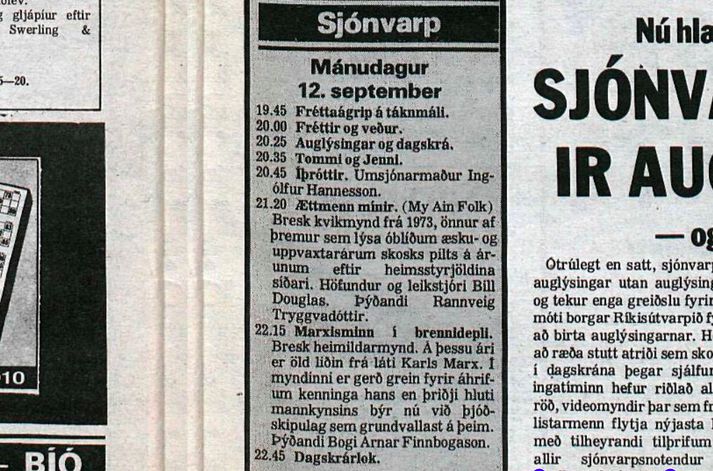 g gljápíur eftir
Swerling &
5—20.
010
— BÍÓ
Sjónvarp
Mánudagur
12. september
19.45 Fréttaágrip á táknmáli.
20.00 Fréttir og veður.
20.25 Auglýsingar og dagskrá.
20.35 Tommi og Jenni.
20.45 Íþróttir. Umsjónarmaður Ing-
ólfur Hannesson.
21.20 Ættmenn mínir. (My Ain Folk)
Bresk kvikmynd frá 1973, önnur af
þremur sem lýsa óblíðum æsku- og
uppvaxtarárum skosks pilts á ár-
unum eftir heimsstyrjöldina
síðari. Höfundur og leikstjóri Bill
Douglas. Þýðandi Rannveig
Tryggvadóttir.
22.15 Marxisminn í brennidepli.
Bresk heimildarmynd. Á þessu ári
er öld liðin frá láti Karls Marx. Í
myndinni er gerð grein fyrir áhrif-
um kenninga hans en þriðji hluti
mannkynsins býr nú við þjóð-
skipulag sem grundvallast á þeim.
Þýðandi Bogi Arnar Finnbogason.
22.45 Dagskrárlok.
Nú hla
SJÓNVA
IR AUG
— og
Ótrúlegt en satt, sjónvarp
auglýsingar utan auglýsing
og tekur enga greiðslu fyrir
móti borgar Ríkisútvarpið fy
að birta auglýsingarnar. H
að ræða stutt atriði sem sko
í dagskrána þegar sjálfur
ingatíminn hefur riðlað al
röð, videomyndir þar sem fr
listarmenn flytja nýjasta
með tilheyrandi tilþrifum
allir sjónvarpsnotendur